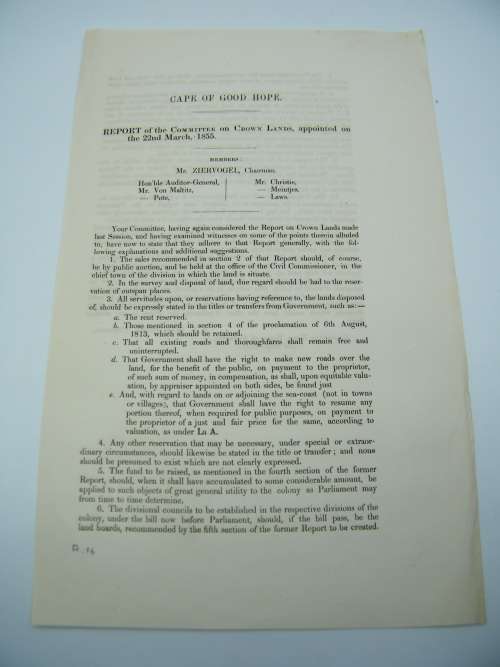 CAPE OF GOOD HOPE.
REPORT of the COMMITTEE on CROWN LANDS, appointed on
the 22nd March, 1855.
MEMBERS:
Mr. ZIERVOGEL, Chairman.
Hon'ble Auditor-General,
Mr. Von Maltitz,
— Pote,
Mr. Christie,
— Meintjes,
— Laws.
Your Committee, having again considered the Report on Crown Lands made
last Session, and having examined witnesses on some of the points therein alluded
to, have now to state that they adhere to that Report generally, with the fol-
lowing explanations and additional suggestions.
1. The sales recommended in section 2 of that Report should, of course,
be by public auction, and be held at the office of the Civil Commissioner, in the
chief town of the division in which the land is situate.
2. In the survey and disposal of land, due regard should be had to the reser-
vation of outspan places.
3. All servitudes upon, or reservations having reference to, the lands disposed
of, should be expressly stated in the titles or transfers from Government, such as:—
a. The rent reserved.
b. Those mentioned in section 4 of the proclamation of 6th August,
1813, which should be retained.
c. That all existing roads and thoroughfares shall remain free and
uninterrupted.
d. That Government shall have the right to make new roads over the
land, for the benefit of the public, on payment to the proprietor,
of such sum of money, in compensation, as shall, upon equitable valu-
ation, by appraiser appointed on both sides, be found just
e. And, with regard to lands on or adjoining the sea-coast (not in towns
or villages), that Government shall have the right to resume any
portion thereof, when required for public purposes, on payment to
the proprietor of a just and fair price for the same, according to
valuation, as under La A.
4. Any other reservation that may be necessary, under special or extraor-
dinary circumstances, should likewise be stated in the title or transfer; and none
should be presumed to exist which are not clearly expressed.
5. The fund to be raised, as mentioned in the fourth section of the former
Report, should, when it shall have accumulated to some considerable amount, be
applied to such objects of great general utility to the colony as Parliament may
from time to time determine.
6. The divisional councils to be established in the respective divisions of the
colony, under the bill now before Parliament, should, if the bill pass, be the
land boards, recommended by the fifth section of the former Report to be created.